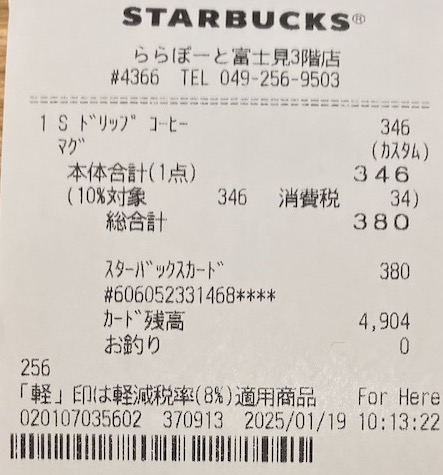 STARBUCKS®
ららぽーと富士見3階店
#4366 TEL 049-256-9503
1 S ﾄﾞﾘｯﾌﾟ ｺｰﾋｰ 346
ﾏｸﾞ (ｶｽﾀﾑ)
本体合計(1点) 346
(10%対象 346 消費税 34)
総合計 380
ｽﾀｰﾊﾞｯｸｽｶｰﾄﾞ 380
#606052331468****
ｶｰﾄﾞ残高 4,904
お釣り 0
256
「軽」印は軽減税率(8%)適用商品 For Here
020107035602 370913 2025/01/19 10:13:22